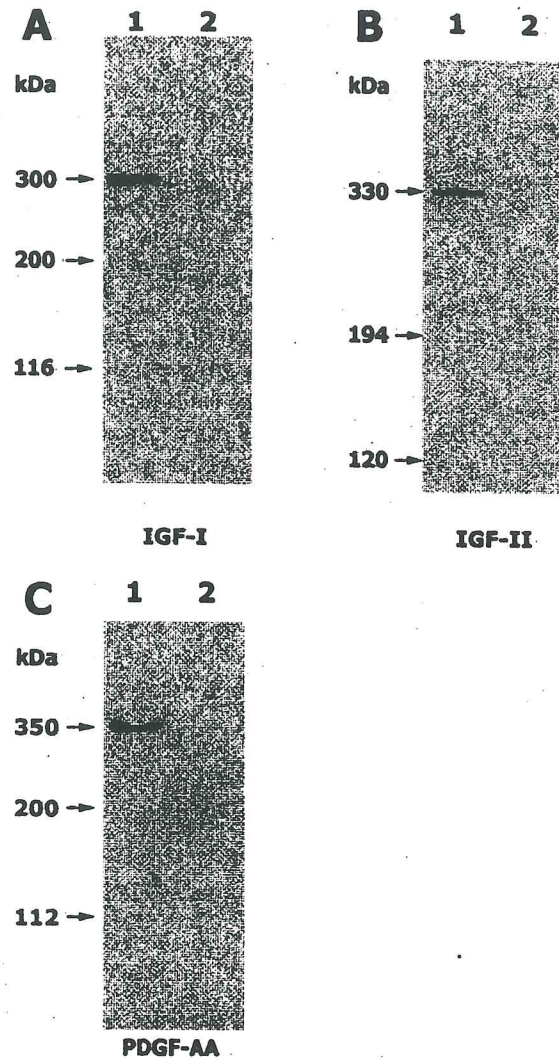 A 1 2
kDa
300
200
116
IGF-I
B 1 2
kDa
330
194
120
IGF-II
C 1 2
kDa
350
200
112
PDGF-AA